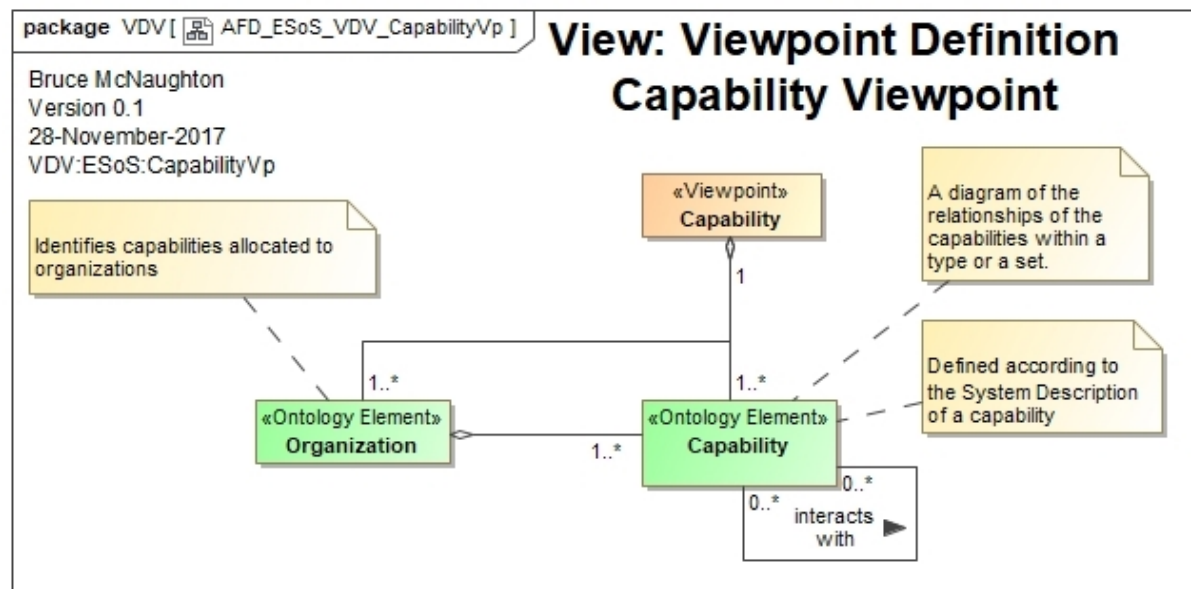 package VDV [ AFD_ESoS_VDV_CapabilityVp ]
View: Viewpoint Definition
Capability Viewpoint
Bruce McNaughton
Version 0.1
28-November-2017
VDV:ESoS:CapabilityVp
Identifies capabilities allocated to
organizations
«Viewpoint»
Capability
A diagram of the
relationships of the
capabilities within a
type or a set.
1
1..*
1..*
Defined according to
the System Description
of a capability
«Ontology Element»
Organization
1..*
«Ontology Element»
Capability
0..*
0..*
interacts
with